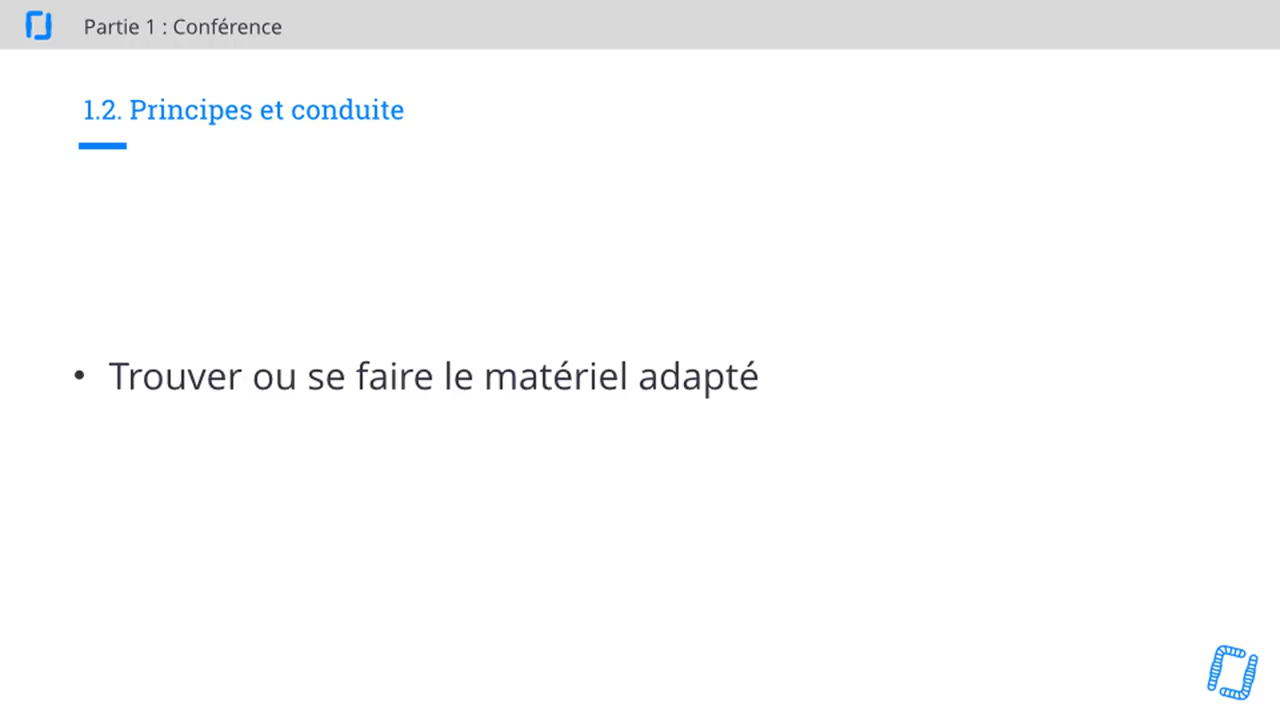 Partie 1 : Conférence
1.2. Principes et conduite
• Trouver ou se faire le matériel adapté